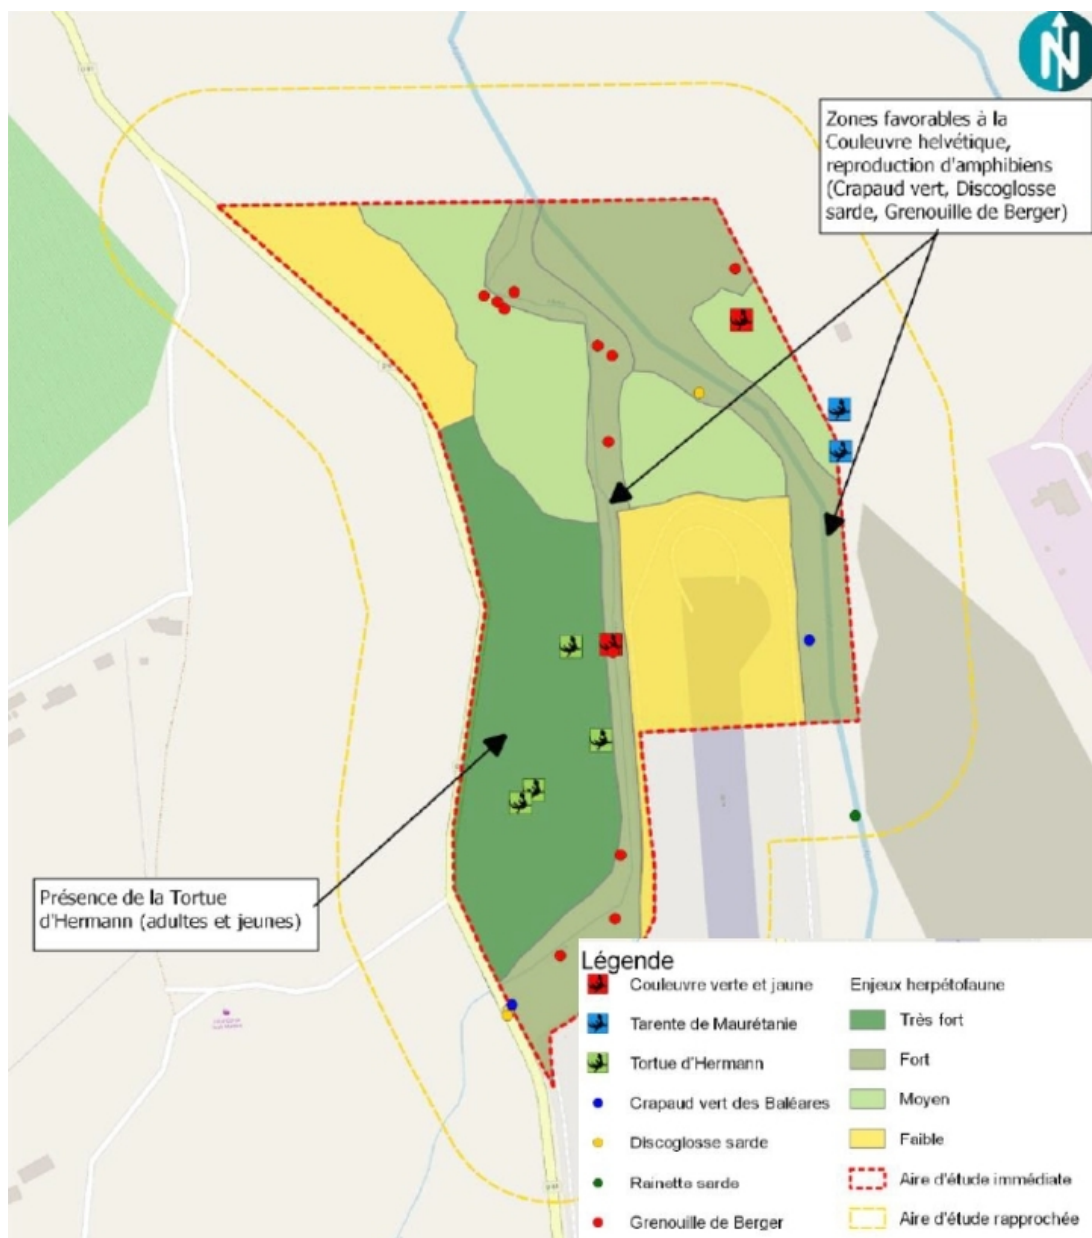 N
Zones favorables à la
Couleuvre helvétique,
reproduction d'amphibiens
(Crapaud vert, Discoglosse
sarde, Grenouille de Berger)
Présence de la Tortue
d'Hermann (adultes et jeunes)
Légende
Couleuvre verte et jaune
Tarente de Maurétanie
Tortue d'Hermann
Crapaud vert des Baléares
Discoglosse sarde
Rainette sarde
Grenouille de Berger
Enjeux herpétofaune
Très fort
Fort
Moyen
Faible
Aire d'étude immédiate
Aire d'étude rapprochée